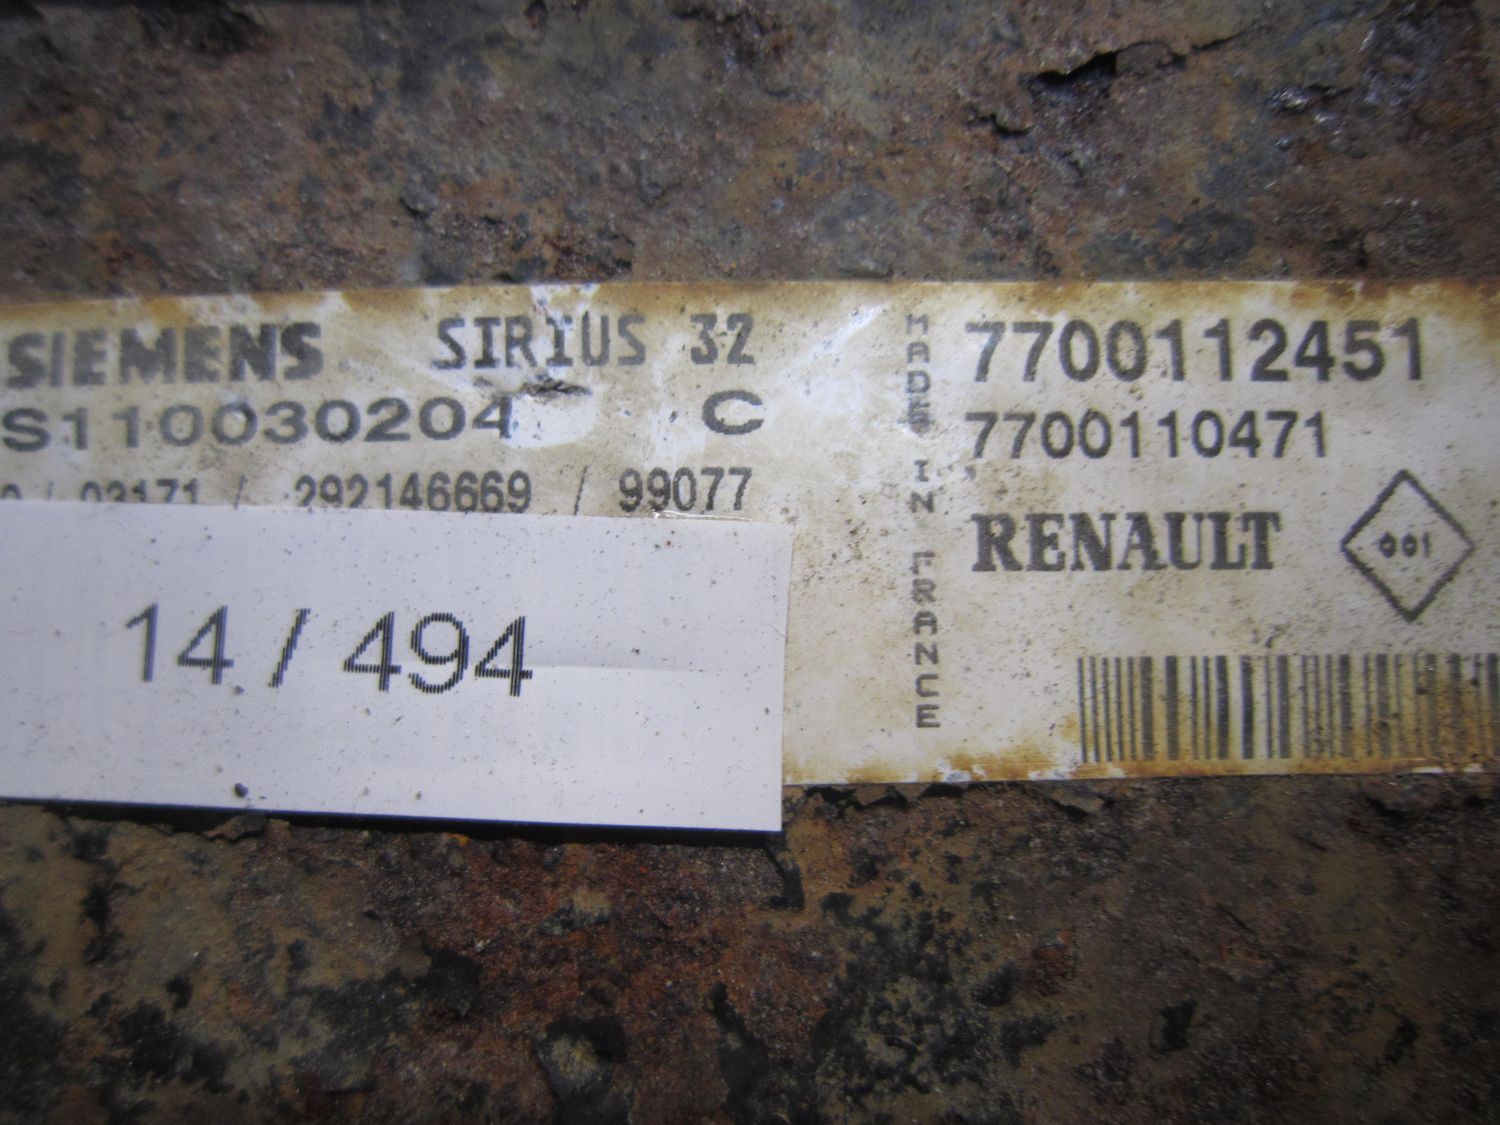 SIEMENS SIRIUS 32
S110030204 C
03171 / 292146669 / 99077
14 / 494
MADE IN FRANCE
7700112451
7700110471
RENAULT
001